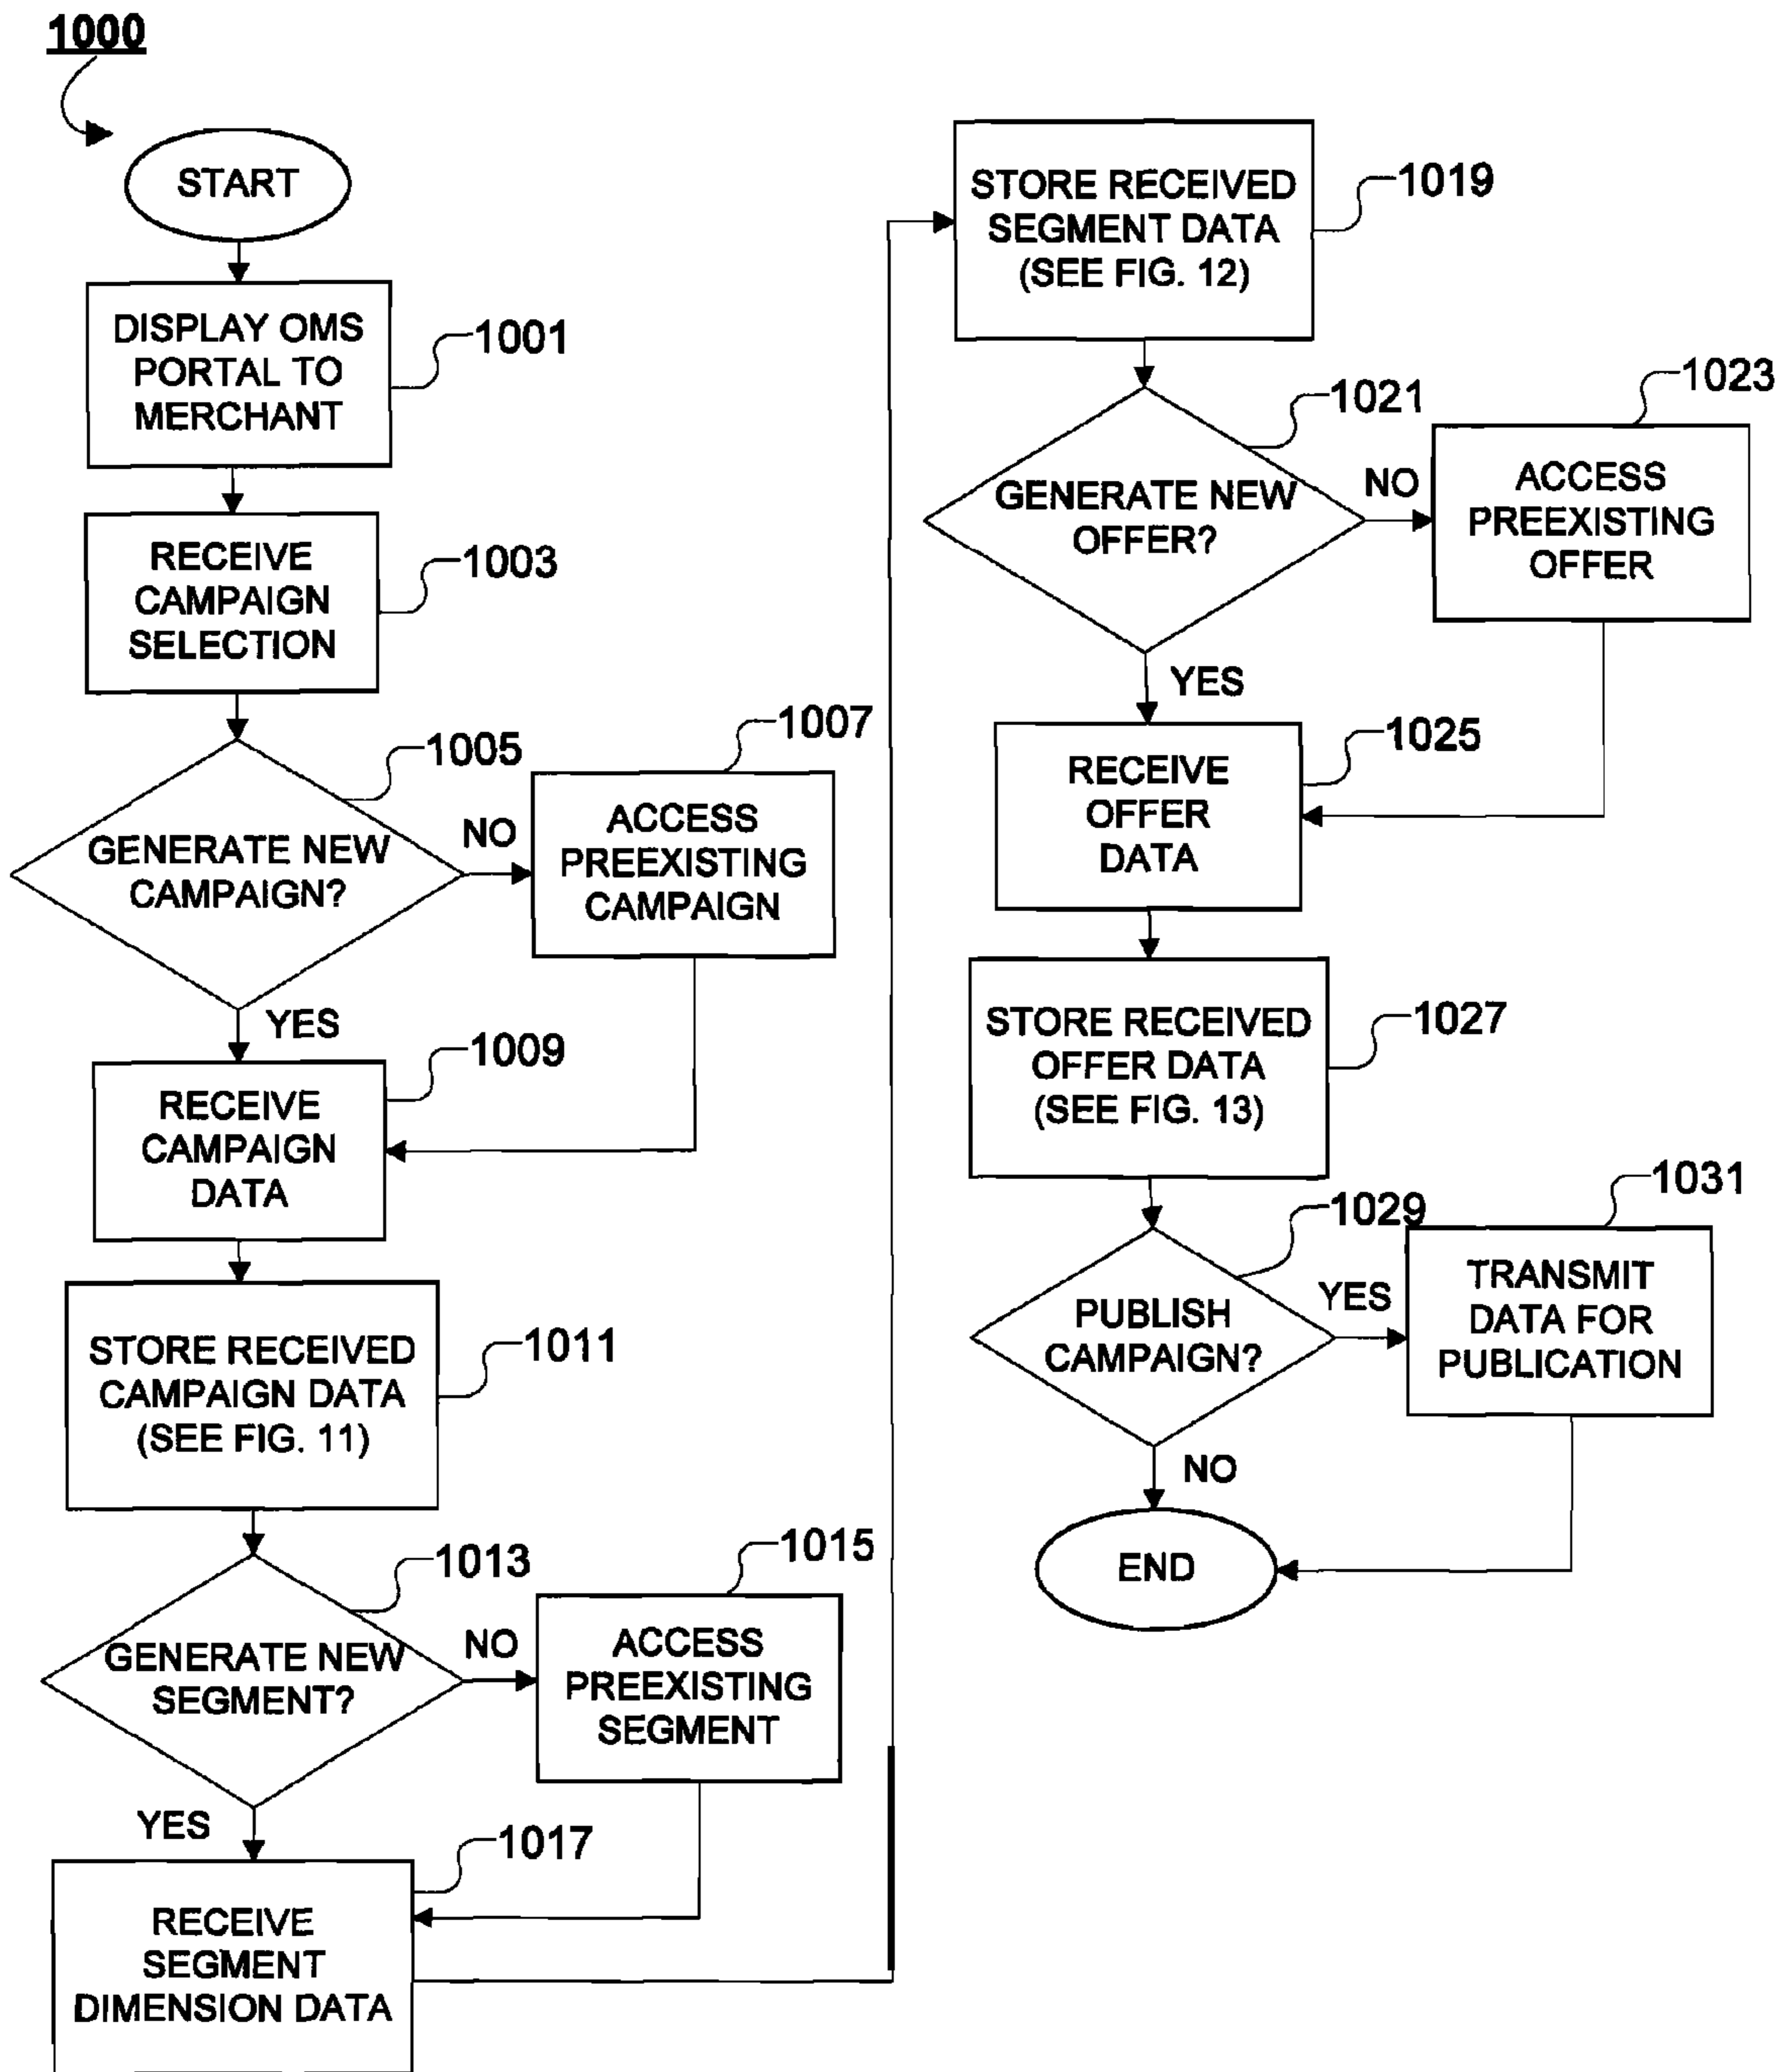 1000
START
DISPLAY OMS
PORTAL TO
MERCHANT
1001
RECEIVE
CAMPAIGN
SELECTION
1003
GENERATE NEW
CAMPAIGN?
1005
NO
ACCESS
PREEXISTING
CAMPAIGN
1007
YES
RECEIVE
CAMPAIGN
DATA
1009
STORE RECEIVED
CAMPAIGN DATA
(SEE FIG. 11)
1011
GENERATE NEW
SEGMENT?
1013
NO
ACCESS
PREEXISTING
SEGMENT
1015
YES
RECEIVE
SEGMENT
DIMENSION DATA
1017
STORE RECEIVED
SEGMENT DATA
(SEE FIG. 12)
1019
GENERATE NEW
OFFER?
1021
NO
ACCESS
PREEXISTING
OFFER
1023
YES
RECEIVE
OFFER
DATA
1025
STORE RECEIVED
OFFER DATA
(SEE FIG. 13)
1027
PUBLISH
CAMPAIGN?
1029
YES
TRANSMIT
DATA FOR
PUBLICATION
1031
NO
END